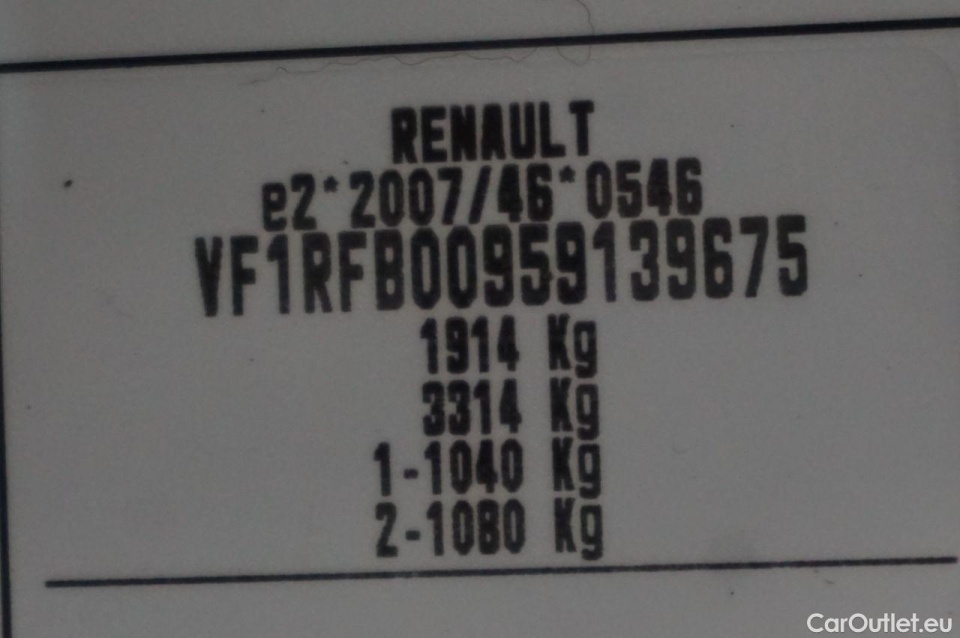 RENAULT
e2*2007/46*0546
VF1RFB00959139675
1914 Kg
3314 Kg
1-1040 Kg
2-1080 Kg
CarOutlet.eu